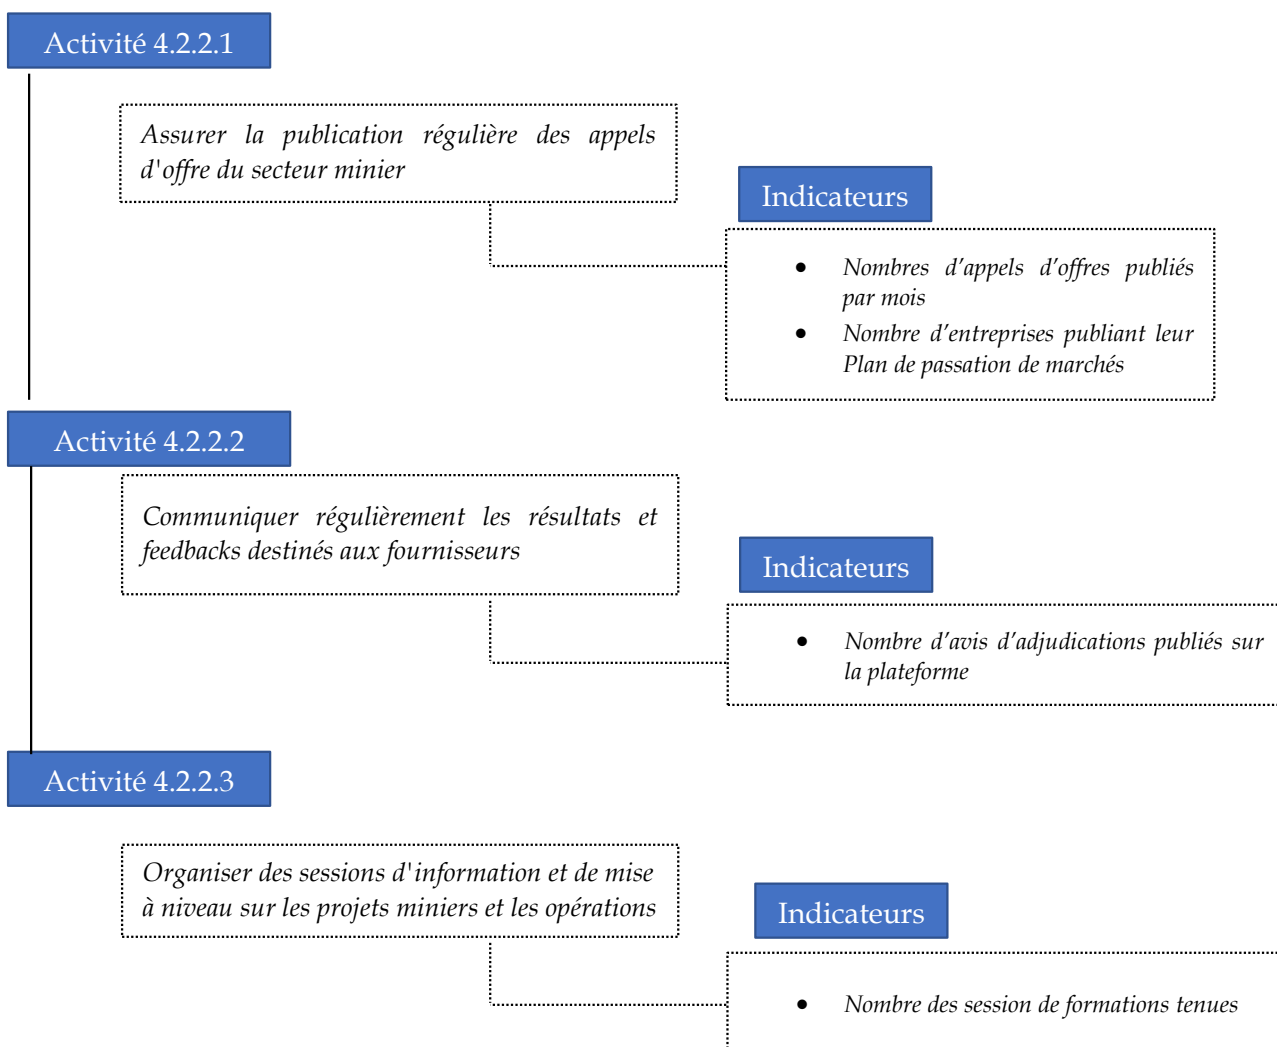 Activité 4.2.2.1
Assurer la publication régulière des appels
d'offre du secteur minier
Indicateurs
• Nombres d’appels d’offres publiés
par mois
• Nombre d’entreprises publiant leur
Plan de passation de marchés
Activité 4.2.2.2
Communiquer régulièrement les résultats et
feedbacks destinés aux fournisseurs
Indicateurs
• Nombre d’avis d’adjudications publiés sur
la plateforme
Activité 4.2.2.3
Organiser des sessions d'information et de mise
à niveau sur les projets miniers et les opérations
Indicateurs
• Nombre des session de formations tenues